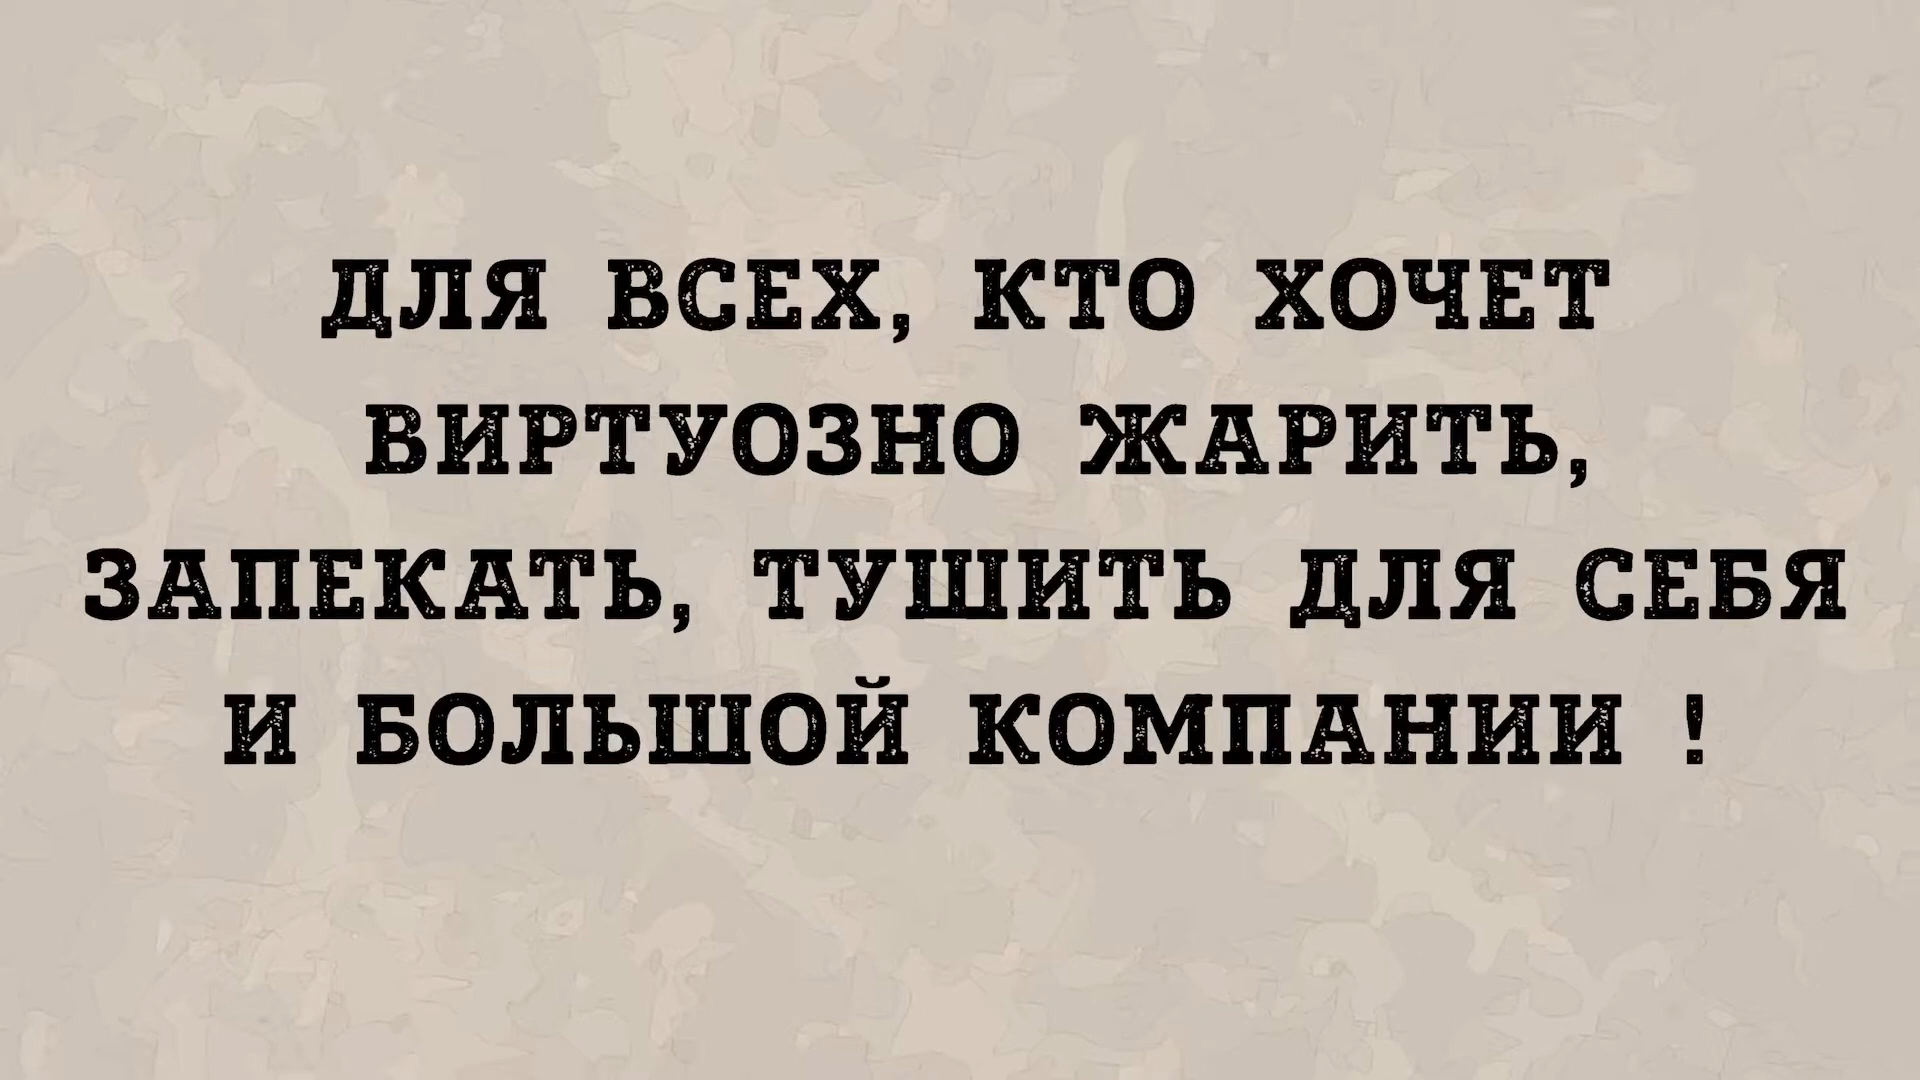 ДЛЯ ВСЕХ, КТО ХОЧЕТ
ВИРТУОЗНО ЖАРИТЬ,
ЗАПЕКАТЬ, ТУШИТЬ ДЛЯ СЕБЯ
И БОЛЬШОЙ КОМПАНИИ !